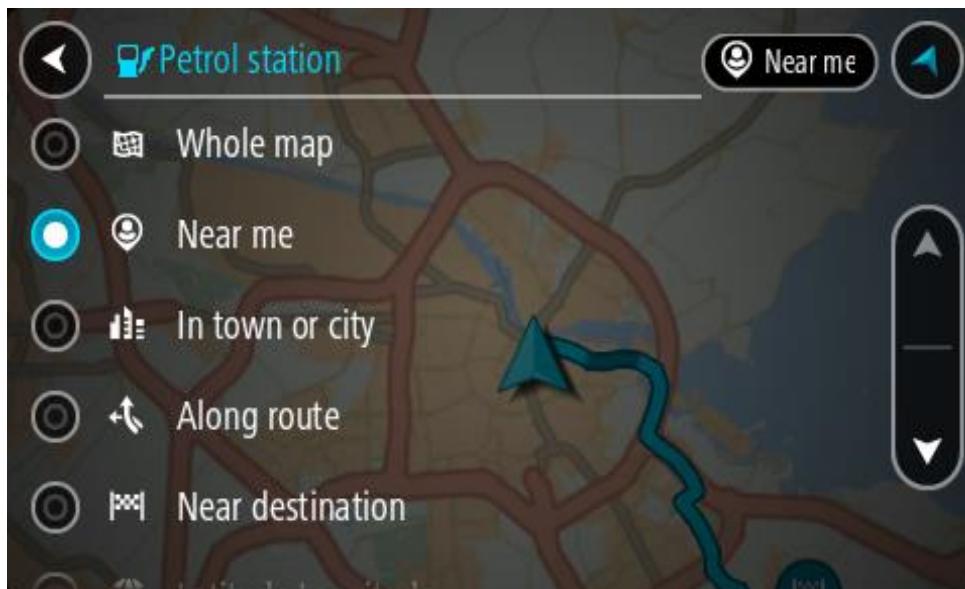 Petrol station
Near me
Whole map
Near me
In town or city
Along route
Near destination